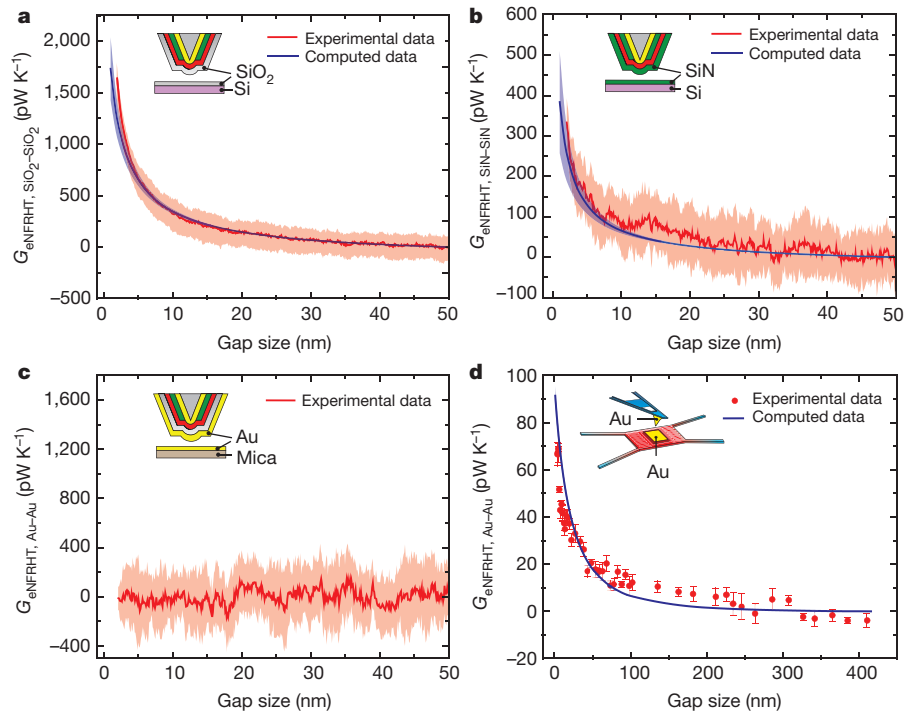 a
2,000
1,500
1,000
500
0
−500
0 10 20 30 40 50
Gap size (nm)
G eNFRHT, SiO2–SiO2 (pW K−1)
Experimental data
Computed data
SiO2
Si
b
600
500
400
300
200
100
0
−100
0 10 20 30 40 50
Gap size (nm)
G eNFRHT, SiN–SiN (pW K−1)
Experimental data
Computed data
SiN
Si
c
1,600
1,200
800
400
0
−400
0 10 20 30 40 50
Gap size (nm)
G eNFRHT, Au–Au (pW K−1)
Experimental data
Au
Mica
d
100
80
60
40
20
0
−20
0 100 200 300 400
Gap size (nm)
G eNFRHT, Au–Au (pW K−1)
Experimental data
Computed data
Au
Au